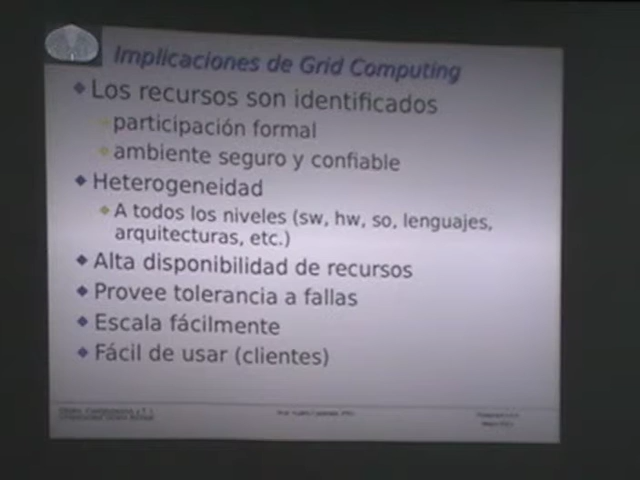 Implicaciones de Grid Computing
Los recursos son identificados
participación formal
ambiente seguro y confiable
Heterogeneidad
A todos los niveles (sw, hw, so, lenguajes,
arquitecturas, etc.)
Alta disponibilidad de recursos
Provee tolerancia a fallas
Escala fácilmente
Fácil de usar (clientes)